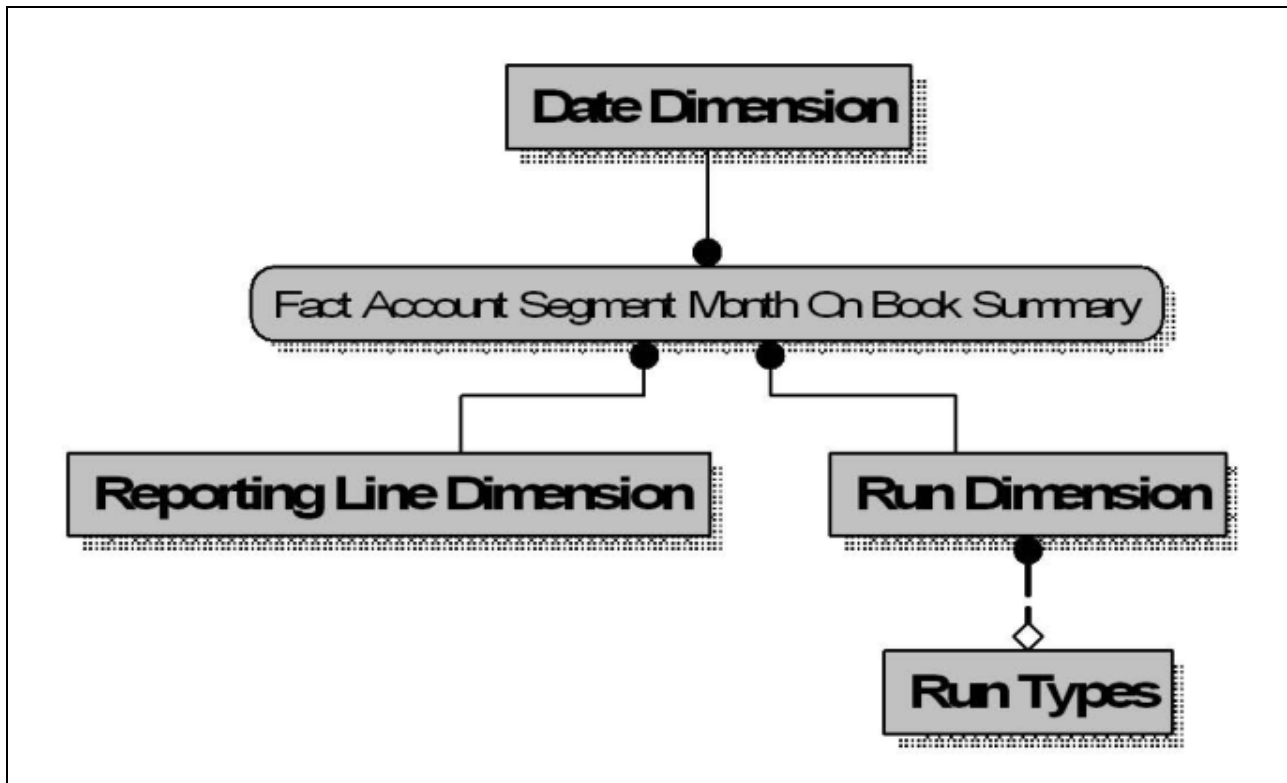 Date Dimension
Fact Account Segment Month On Book Summary
Reporting Line Dimension
Run Dimension
Run Types